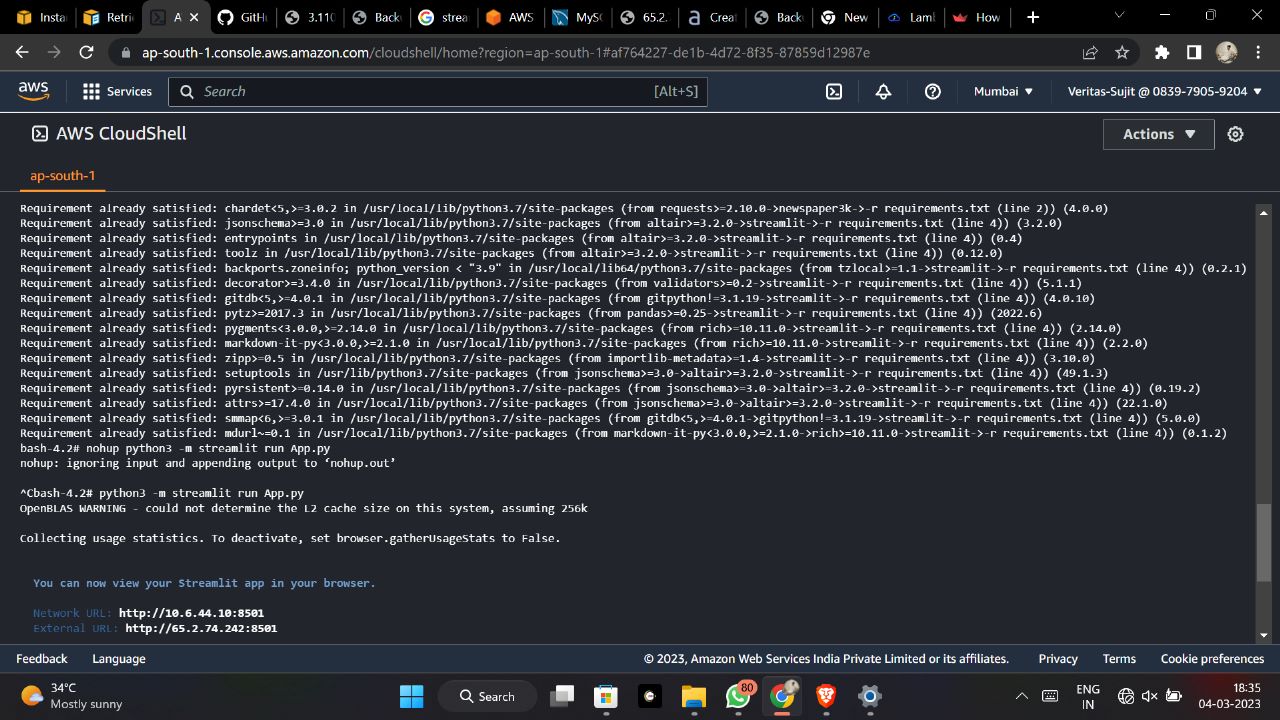 Instan
Retrie
A
GitHu
3.110
Backv
strea
AWS
MySQ
65.2.
Creat
Backv
New
Lamb
How
ap-south-1.console.aws.amazon.com/cloudshell/home?region=ap-south-1#af764227-de1b-4d72-8f35-87859d12987e
aws Services Search [Alt+S] Mumbai Veritas-Sujit @ 0839-7905-9204
AWS CloudShell Actions
ap-south-1
Requirement already satisfied: chardet<5,>=3.0.2 in /usr/local/lib/python3.7/site-packages (from requests>=2.10.0->newspaper3k->-r requirements.txt (line 2)) (4.0.0)
Requirement already satisfied: jsonschema>=3.0 in /usr/local/lib/python3.7/site-packages (from altair>=3.2.0->streamlit->-r requirements.txt (line 4)) (3.2.0)
Requirement already satisfied: entrypoints in /usr/local/lib/python3.7/site-packages (from altair>=3.2.0->streamlit->-r requirements.txt (line 4)) (0.4)
Requirement already satisfied: toolz in /usr/local/lib/python3.7/site-packages (from altair>=3.2.0->streamlit->-r requirements.txt (line 4)) (0.12.0)
Requirement already satisfied: backports.zoneinfo; python_version < "3.9" in /usr/local/lib64/python3.7/site-packages (from tzlocal>=1.1->streamlit->-r requirements.txt (line 4)) (0.2.1)
Requirement already satisfied: decorator>=3.4.0 in /usr/local/lib/python3.7/site-packages (from validators>=0.2->streamlit->-r requirements.txt (line 4)) (5.1.1)
Requirement already satisfied: gitdb<5,>=4.0.1 in /usr/local/lib/python3.7/site-packages (from gitpython!=3.1.19->streamlit->-r requirements.txt (line 4)) (4.0.10)
Requirement already satisfied: pytz>=2017.3 in /usr/local/lib/python3.7/site-packages (from pandas>=0.25->streamlit->-r requirements.txt (line 4)) (2022.6)
Requirement already satisfied: pygments<3.0.0,>=2.14.0 in /usr/local/lib/python3.7/site-packages (from rich>=10.11.0->streamlit->-r requirements.txt (line 4)) (2.14.0)
Requirement already satisfied: markdown-it-py<3.0.0,>=2.1.0 in /usr/local/lib/python3.7/site-packages (from rich>=10.11.0->streamlit->-r requirements.txt (line 4)) (2.2.0)
Requirement already satisfied: zipp>=0.5 in /usr/local/lib/python3.7/site-packages (from importlib-metadata>=1.4->streamlit->-r requirements.txt (line 4)) (3.10.0)
Requirement already satisfied: setuptools in /usr/local/lib/python3.7/site-packages (from jsonschema>=3.0->altair>=3.2.0->streamlit->-r requirements.txt (line 4)) (49.1.3)
Requirement already satisfied: pyrsistent>=0.14.0 in /usr/local/lib64/python3.7/site-packages (from jsonschema>=3.0->altair>=3.2.0->streamlit->-r requirements.txt (line 4)) (0.19.2)
Requirement already satisfied: attrs>=17.4.0 in /usr/local/lib/python3.7/site-packages (from jsonschema>=3.0->altair>=3.2.0->streamlit->-r requirements.txt (line 4)) (22.1.0)
Requirement already satisfied: smmap<6,>=3.0.1 in /usr/local/lib/python3.7/site-packages (from gitdb<5,>=4.0.1->gitpython!=3.1.19->streamlit->-r requirements.txt (line 4)) (5.0.0)
Requirement already satisfied: mdurl~=0.1 in /usr/local/lib/python3.7/site-packages (from markdown-it-py<3.0.0,>=2.1.0->rich>=10.11.0->streamlit->-r requirements.txt (line 4)) (0.1.2)
bash-4.2# nohup python3 -m streamlit run App.py
nohup: ignoring input and appending output to ‘nohup.out’
^Cbash-4.2# python3 -m streamlit run App.py
OpenBLAS WARNING - could not determine the L2 cache size on this system, assuming 256k
Collecting usage statistics. To deactivate, set browser.gatherUsageStats to False.
You can now view your Streamlit app in your browser.
Network URL: http://10.6.44.10:8501
External URL: http://65.2.74.242:8501
Feedback Language © 2023, Amazon Web Services India Private Limited or its affiliates. Privacy Terms Cookie preferences
34°C
Mostly sunny
Search
80
ENG
IN
18:35
04-03-2023